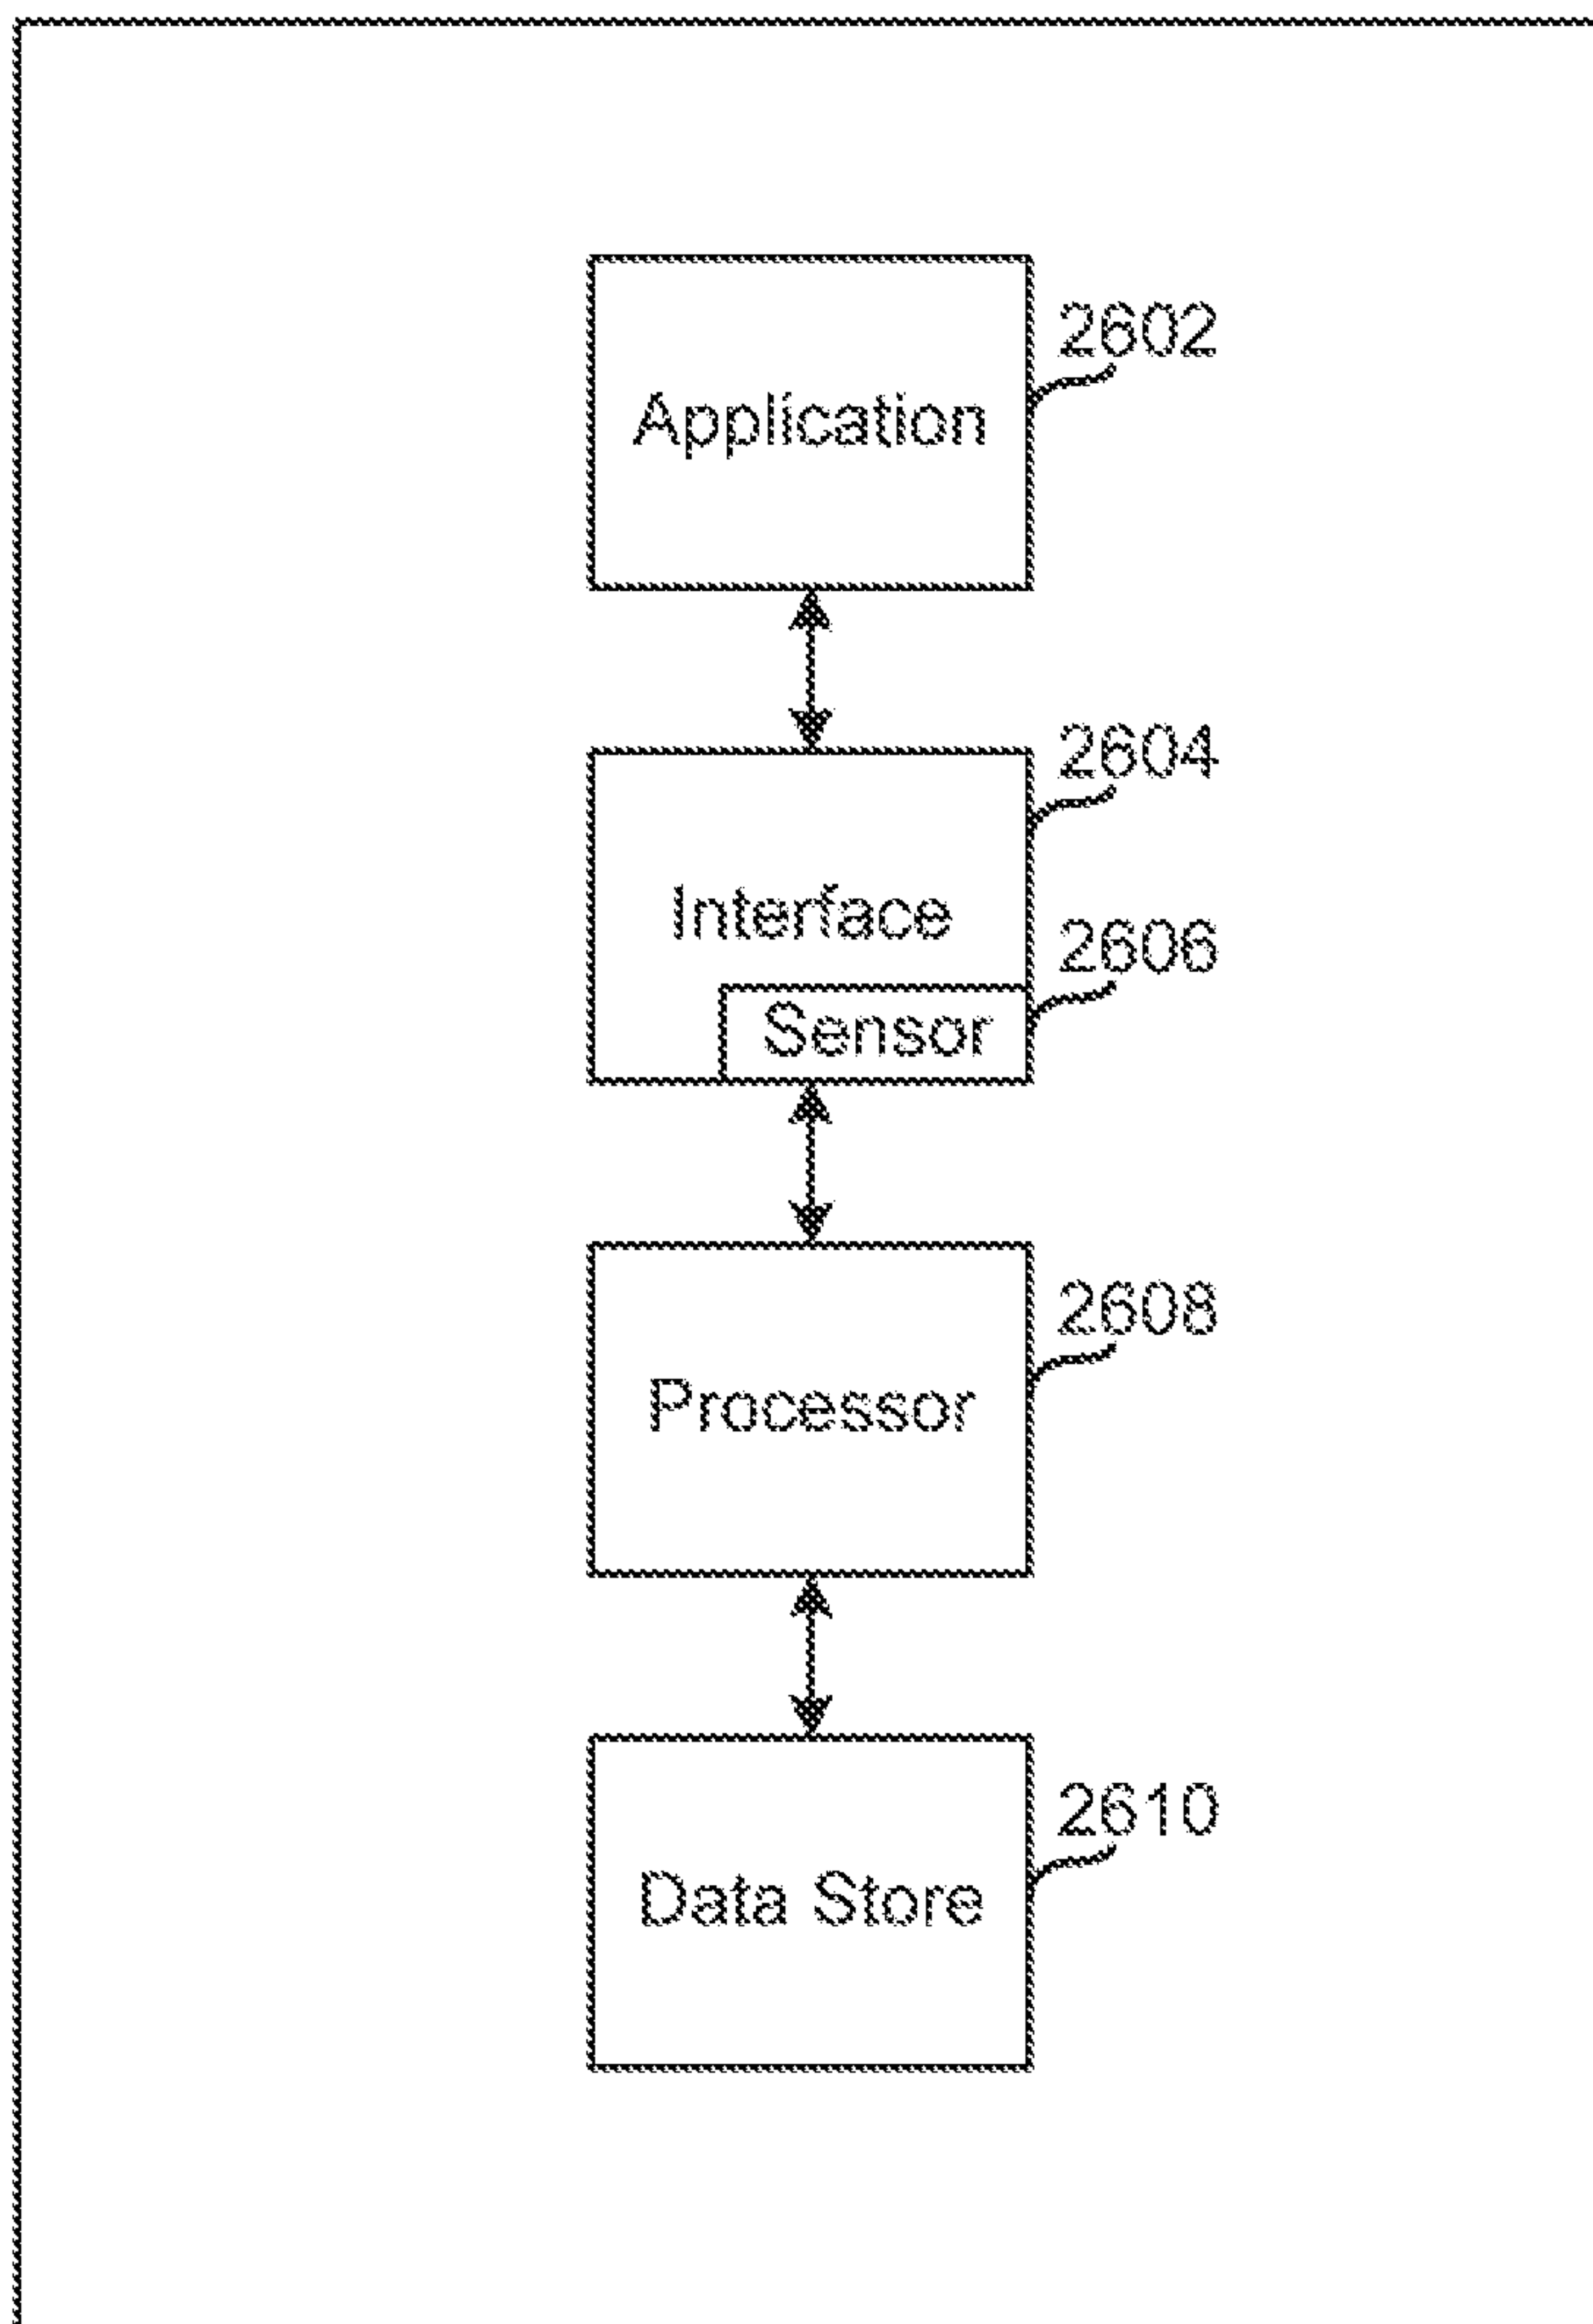 2602
Application
2604
Interface
2606
Sensor
2608
Processor
2610
Data Store